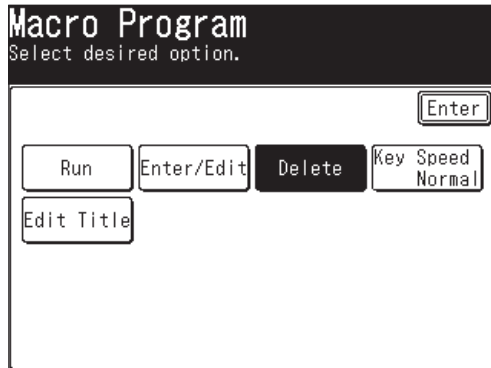 Macro Program
Select desired option.
Enter
Run
Enter/Edit
Delete
Key Speed
Normal
Edit Title